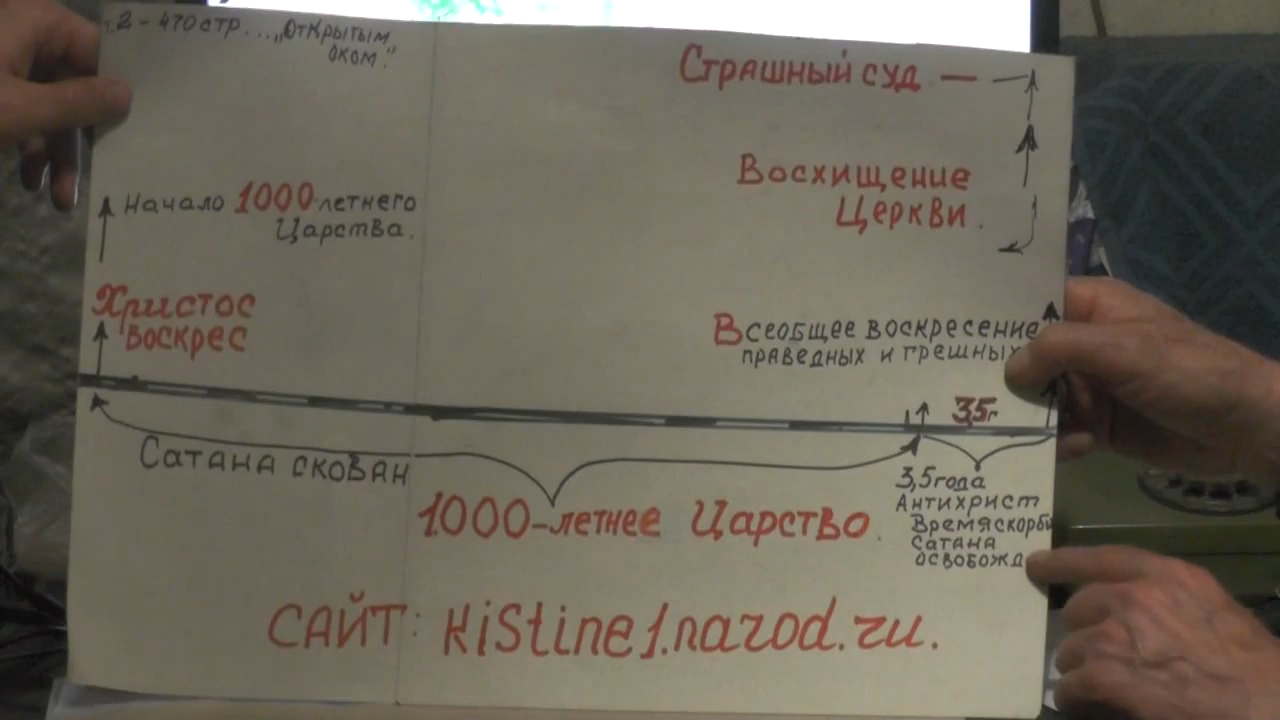 т.2 - 470 стр... „Открытым
оком."
Страшный суд —
Восхищение
Церкви.
Начало 1000-летнего
Царства.
Христос
воскрес
Всеобщее воскресение
праведных и грешных
3,5г
Сатана скован
3,5 года
Антихрист
Время скорби
Сатана
освобожд
1000-летнее Царство.
САЙТ: Kistine1.narod.ru.